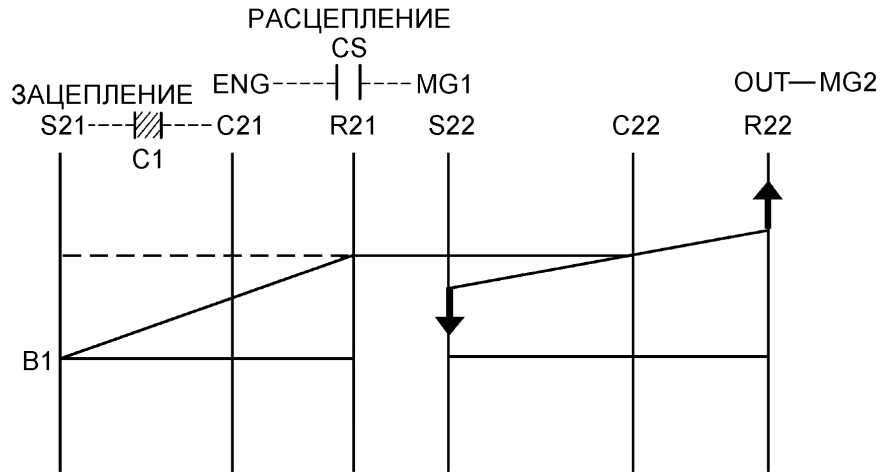 РАСЦЕПЛЕНИЕ
CS
ENG MG1 OUT—MG2
ЗАЦЕПЛЕНИЕ
S21 C21 R21 S22 C22 R22
C1
B1